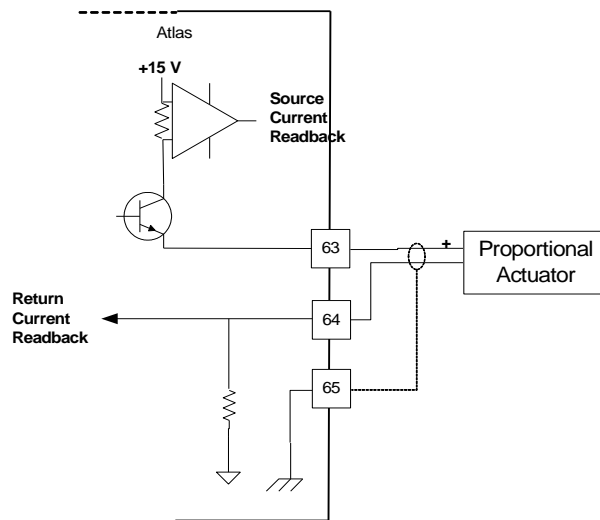 Atlas
+15 V
Source
Current
Readback
63
+
Proportional
Actuator
Return
Current
Readback
64
65